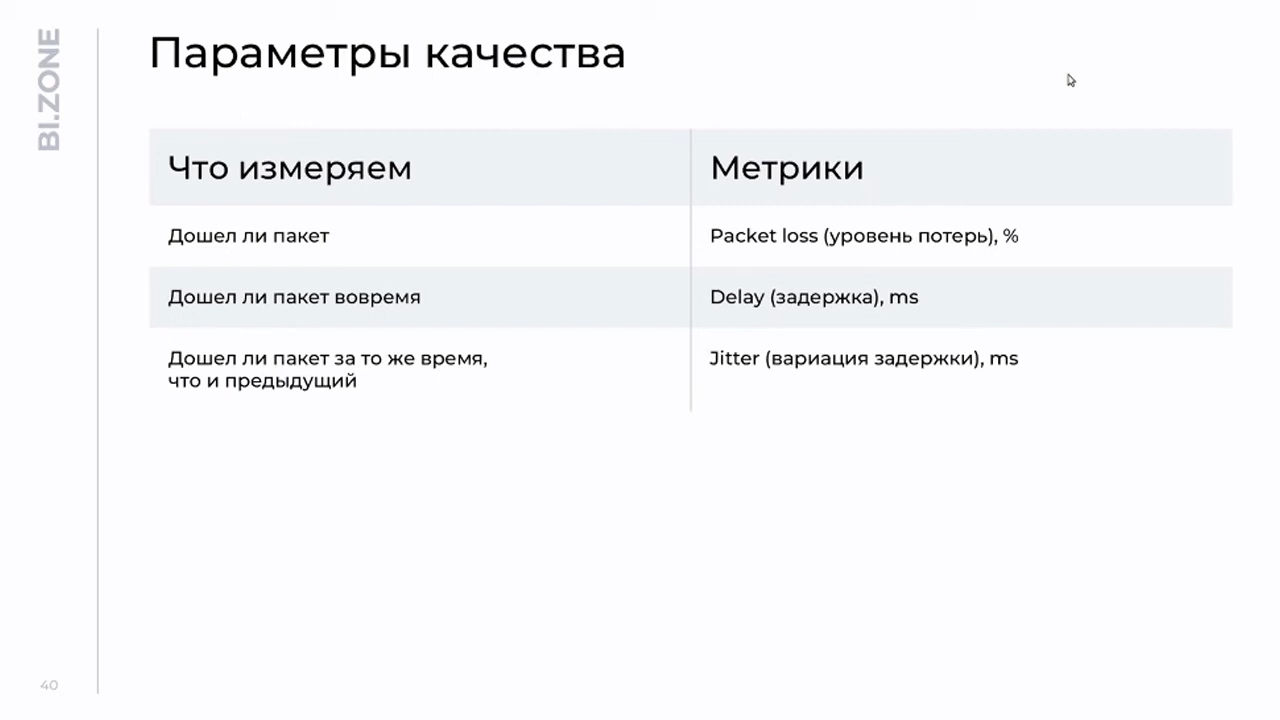 BI.ZONE
Параметры качества
Что измеряем
Метрики
Дошел ли пакет
Packet loss (уровень потерь), %
Дошел ли пакет вовремя
Delay (задержка), ms
Дошел ли пакет за то же время,
что и предыдущий
Jitter (вариация задержки), ms
40